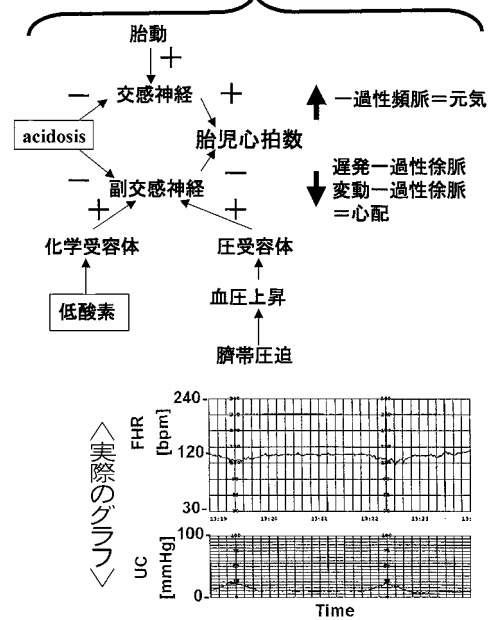 胎動
＋
－ 交感神経 ＋
acidosis
胎児心拍数
－ 副交感神経 －
＋ ＋
化学受容体 圧受容体
低酸素
血圧上昇
臍帯圧迫
一過性頻脈＝元気
遅発一過性徐脈
変動一過性徐脈
＝心配
〈実際のグラフ〉
FHR [bpm]
240
120
30
UC [mmHg]
100
0
Time